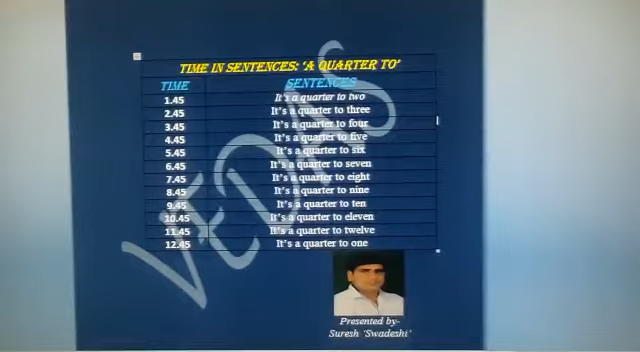 TIME IN SENTENCES: 'A QUARTER TO'
TIME SENTENCES
1.45 It's a quarter to two
2.45 It's a quarter to three
3.45 It's a quarter to four
4.45 It's a quarter to five
5.45 It's a quarter to six
6.45 It's a quarter to seven
7.45 It's a quarter to eight
8.45 It's a quarter to nine
9.45 It's a quarter to ten
10.45 It's a quarter to eleven
11.45 It's a quarter to twelve
12.45 It's a quarter to one
Presented by-
Suresh 'Swadeshi'